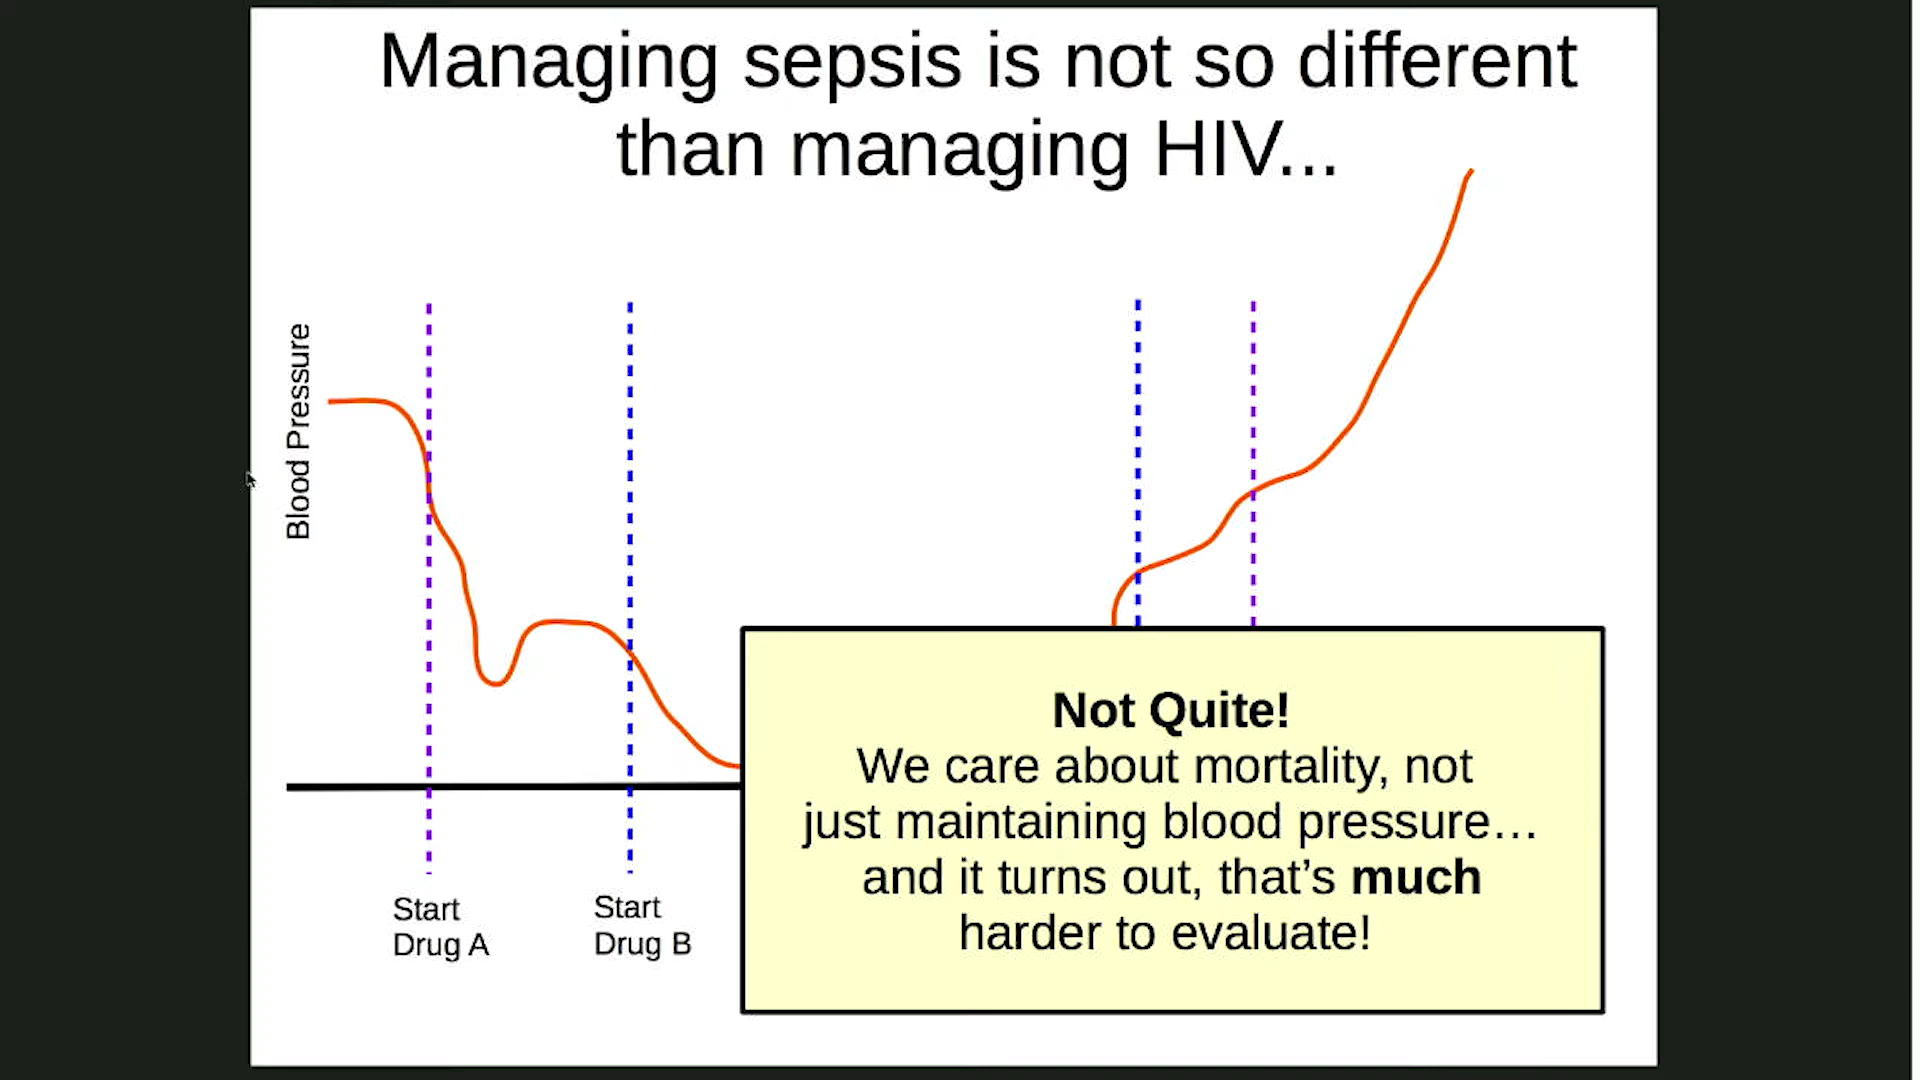 Managing sepsis is not so different
than managing HIV...
Blood Pressure
Start
Drug A
Start
Drug B
Not Quite!
We care about mortality, not
just maintaining blood pressure…
and it turns out, that’s much
harder to evaluate!